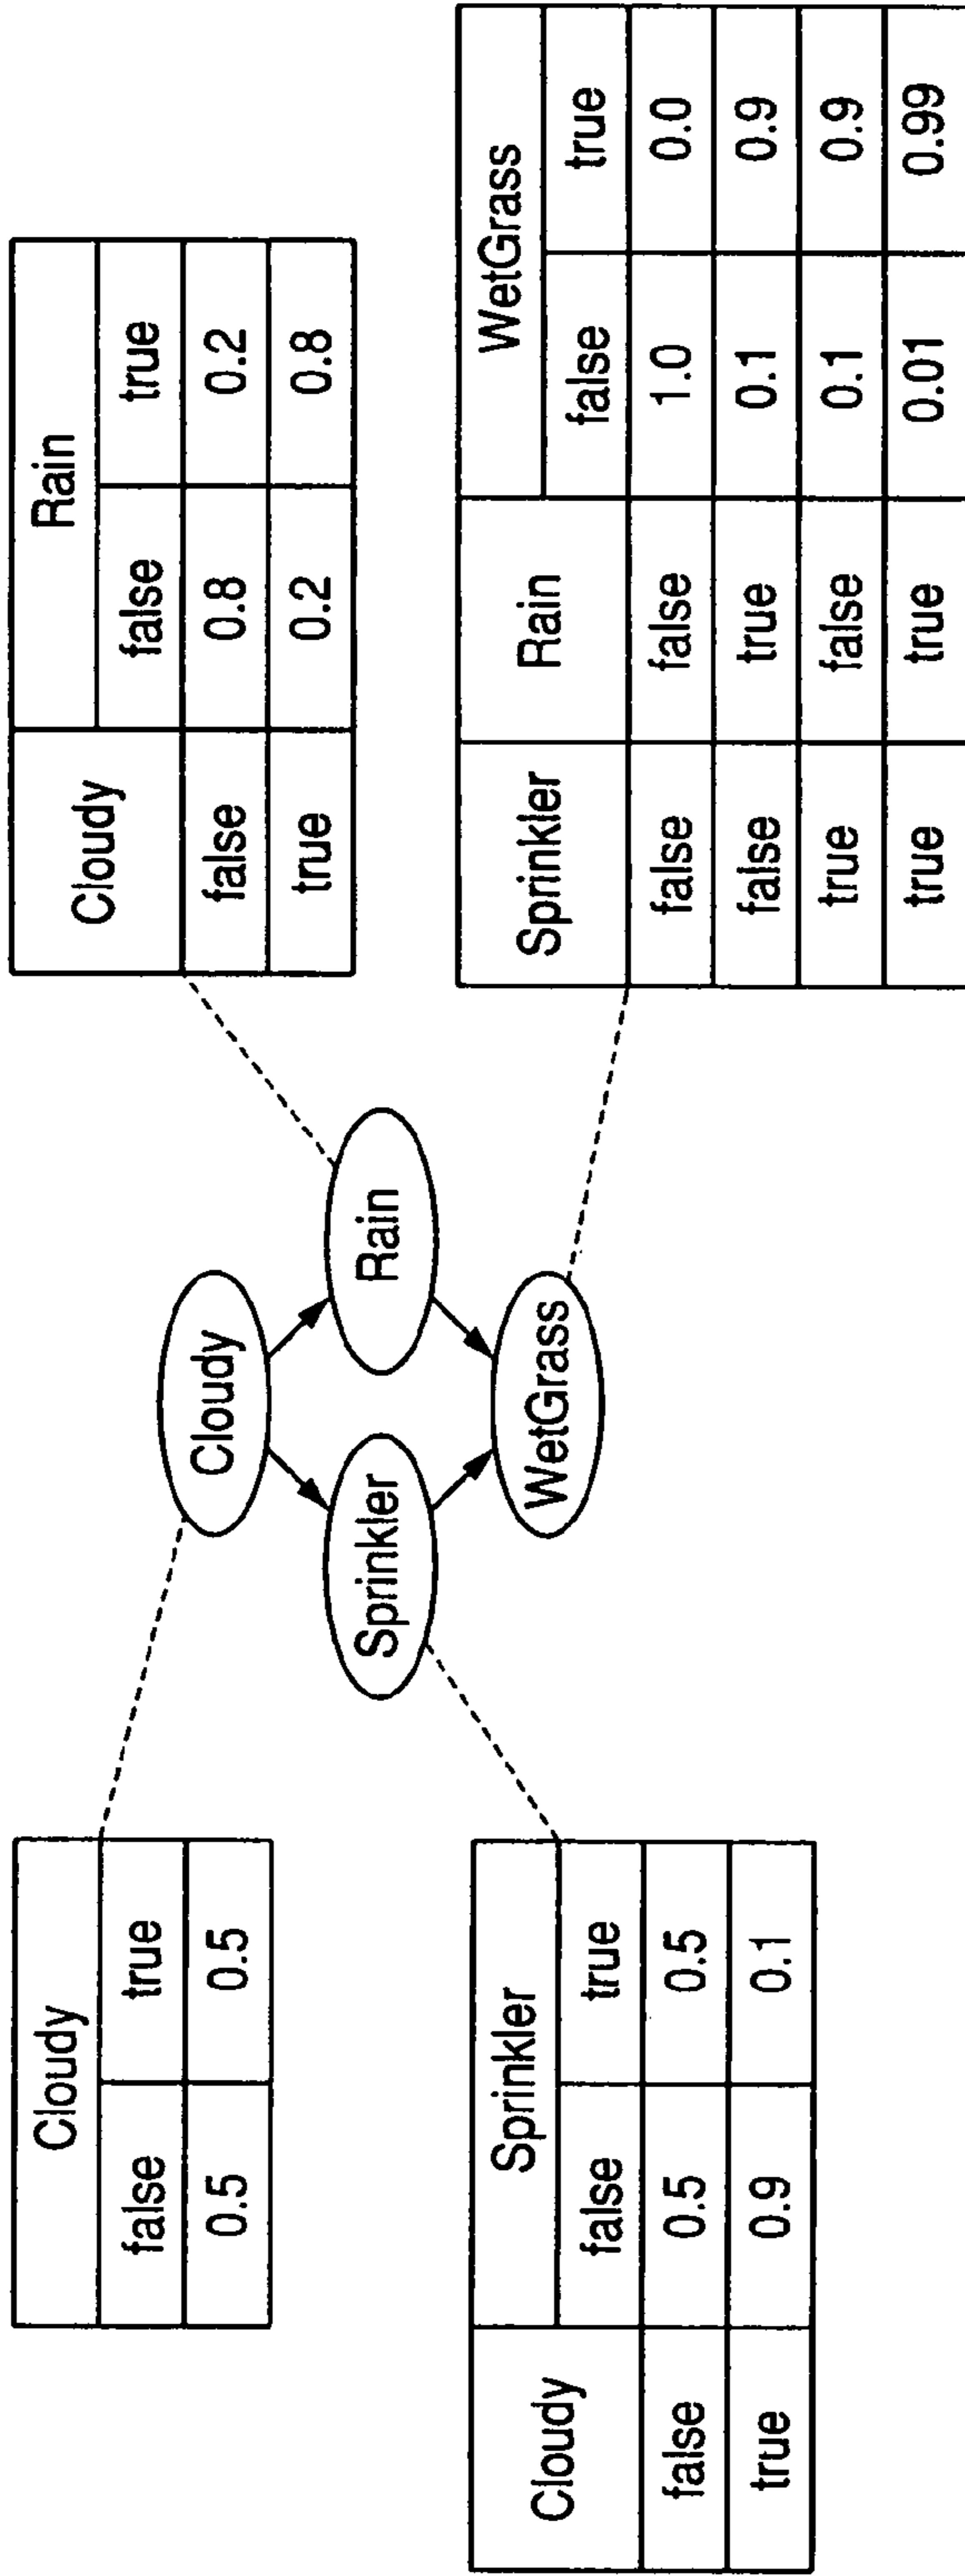 Cloudy
false true
0.5 0.5
Cloudy Rain
false true
false 0.8 0.2
true 0.2 0.8
Cloudy
Sprinkler Rain
WetGrass
Cloudy Sprinkler
false true
false 0.5 0.5
true 0.9 0.1
Sprinkler Rain WetGrass
false true
false false 1.0 0.0
false true 0.1 0.9
true false 0.1 0.9
true true 0.01 0.99